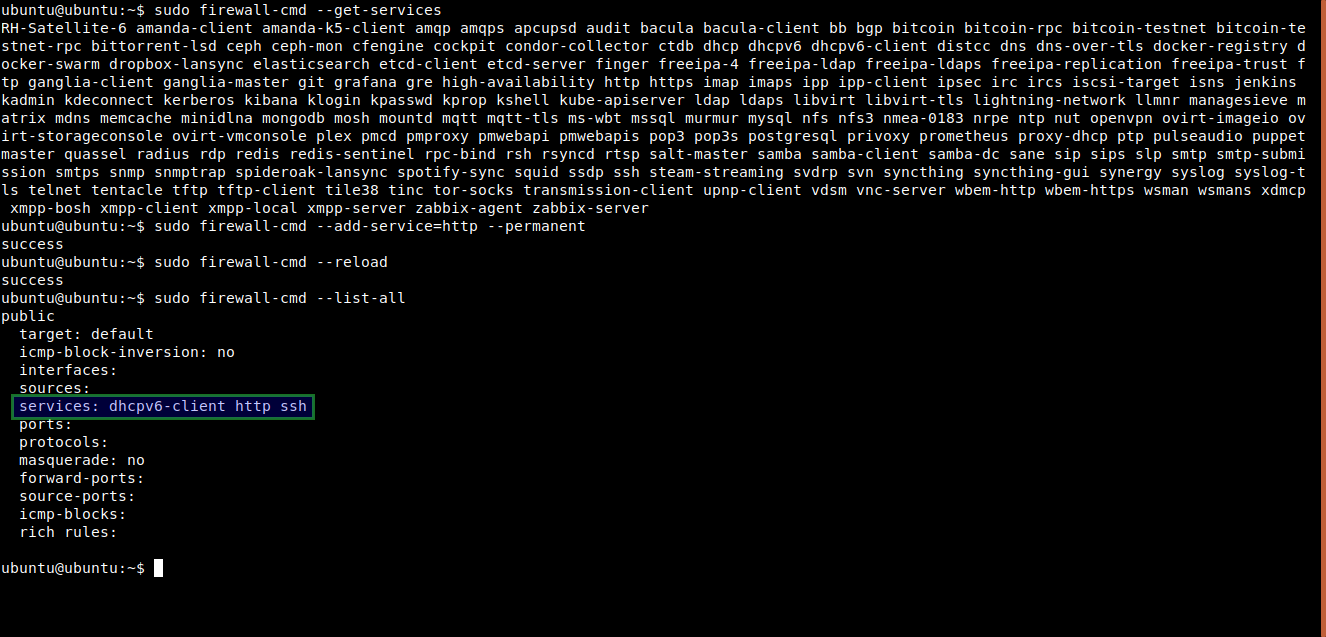 ubuntu@ubuntu:~$ sudo firewall-cmd --get-services
RH-Satellite-6 amanda-client amanda-k5-client amqp amqps apcupsd audit bacula bacula-client bb bgp bitcoin bitcoin-rpc bitcoin-testnet bitcoin-te
stnet-rpc bittorrent-lsd ceph ceph-mon cfengine cockpit condor-collector ctdb dhcp dhcpv6 dhcpv6-client distcc dns dns-over-tls docker-registry d
ocker-swarm dropbox-lansync elasticsearch etcd-client etcd-server finger freeipa-4 freeipa-ldap freeipa-ldaps freeipa-replication freeipa-trust f
tp ganglia-client ganglia-master git grafana gre high-availability http https imap imaps ipp ipp-client ipsec irc ircs iscsi-target isns jenkins
kadmin kdeconnect kerberos kibana klogin kpasswd kprop kshell kube-apiserver ldap ldaps libvirt libvirt-tls lightning-network llmnr managesieve m
atrix mdns memcache minidlna mongodb mosh mountd mqtt mqtt-tls ms-wbt mssql murmur mysql nfs nfs3 nmea-0183 nrpe ntp nut openvpn ovirt-imageio ov
irt-storageconsole ovirt-vmconsole plex pmcd pmproxy pmwebapi pmwebapis pop3 pop3s postgresql privoxy prometheus proxy-dhcp ptp pulseaudio puppet
master quassel radius rdp redis redis-sentinel rpc-bind rsh rsyncd rtsp salt-master samba samba-client samba-dc sane sip sips slp smtp smtp-submi
ssion smtps snmp snmptrap spideroak-lansync spotify-sync squid ssdp ssh steam-streaming svdrp svn syncthing syncthing-gui synergy syslog syslog-t
ls telnet tentacle tftp tftp-client tile38 tinc tor-socks transmission-client upnp-client vdsm vnc-server wbem-http wbem-https wsman wsmans xdmcp
 xmpp-bosh xmpp-client xmpp-local xmpp-server zabbix-agent zabbix-server
ubuntu@ubuntu:~$ sudo firewall-cmd --add-service=http --permanent
success
ubuntu@ubuntu:~$ sudo firewall-cmd --reload
success
ubuntu@ubuntu:~$ sudo firewall-cmd --list-all
public
  target: default
  icmp-block-inversion: no
  interfaces:
  sources:
  services: dhcpv6-client http ssh
  ports:
  protocols:
  masquerade: no
  forward-ports:
  source-ports:
  icmp-blocks:
  rich rules:
ubuntu@ubuntu:~$